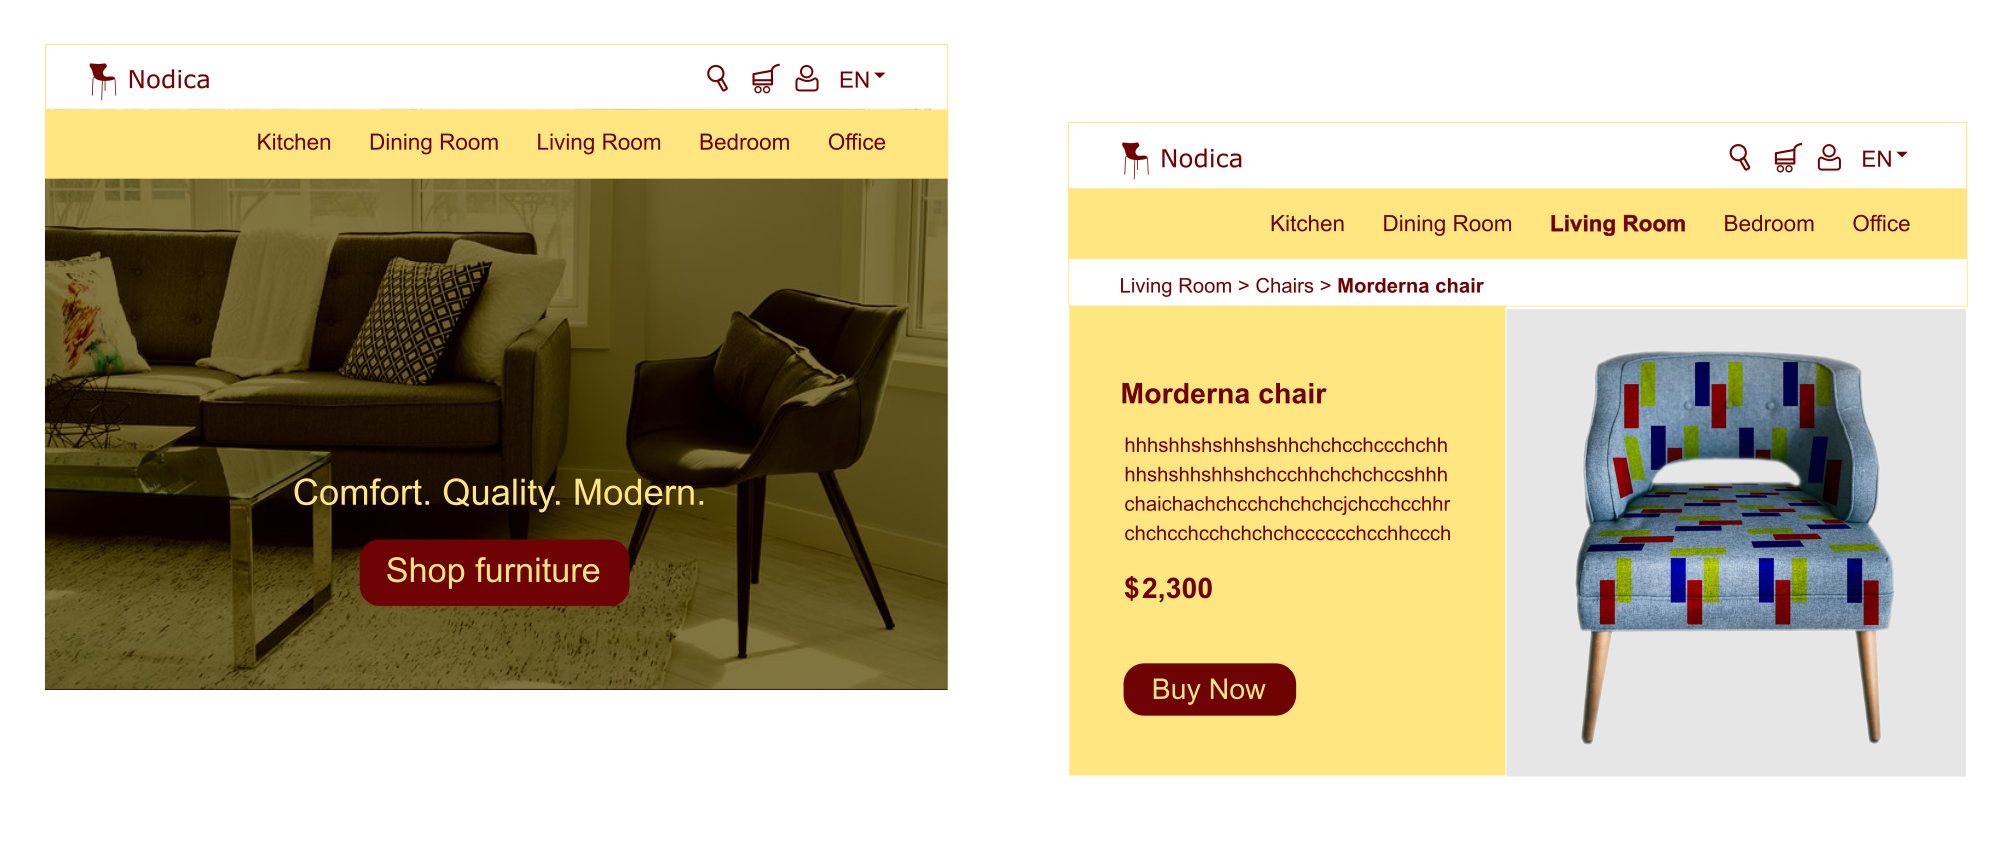 Nodica
EN
Kitchen Dining Room Living Room Bedroom Office
Comfort. Quality. Modern.
Shop furniture
Nodica
EN
Kitchen Dining Room Living Room Bedroom Office
Living Room > Chairs > Morderna chair
Morderna chair
hhhshhshshhshshhchchcchccchchh
hhshshhshhshchcchhchchchccshhh
chaichachchcchchchchcjchcchcchhr
chchcchcchchchchcccccchcchhccch
$2,300
Buy Now